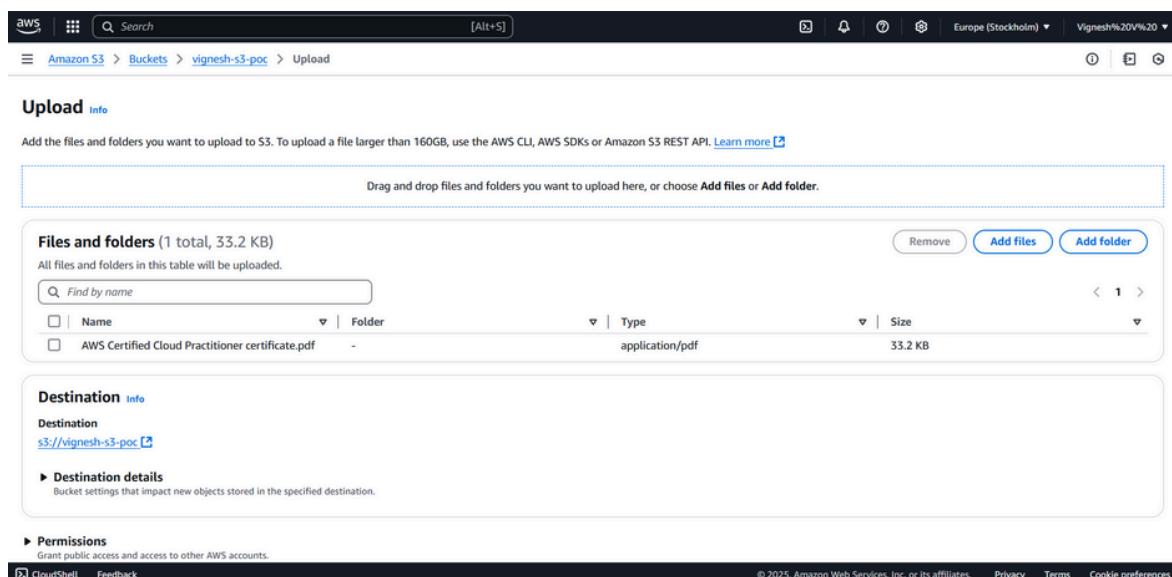 aws Search [Alt+S] Europe (Stockholm) Vignesh%20V%20
Amazon S3 > Buckets > vignesh-s3-poc > Upload
Upload Info
Add the files and folders you want to upload to S3. To upload a file larger than 160GB, use the AWS CLI, AWS SDKs or Amazon S3 REST API. Learn more
Drag and drop files and folders you want to upload here, or choose Add files or Add folder.
Files and folders (1 total, 33.2 KB) Remove Add files Add folder
All files and folders in this table will be uploaded.
Find by name < 1 >
Name Folder Type Size
AWS Certified Cloud Practitioner certificate.pdf - application/pdf 33.2 KB
Destination Info
Destination
s3://vignesh-s3-poc
Destination details
Bucket settings that impact new objects stored in the specified destination.
Permissions
Grant public access and access to other AWS accounts.
CloudShell Feedback © 2025, Amazon Web Services, Inc. or its affiliates. Privacy Terms Cookie preferences